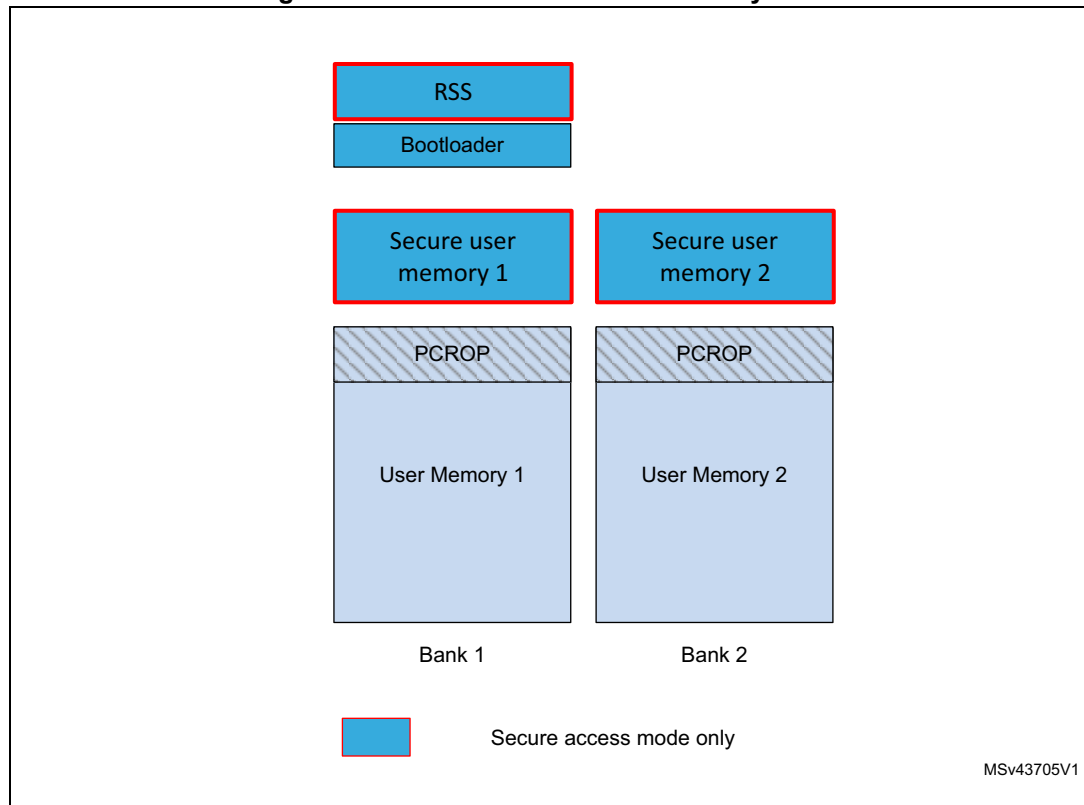 RSS
Bootloader
Secure user
memory 1
Secure user
memory 2
PCROP
PCROP
User Memory 1
User Memory 2
Bank 1
Bank 2
Secure access mode only
MSv43705V1